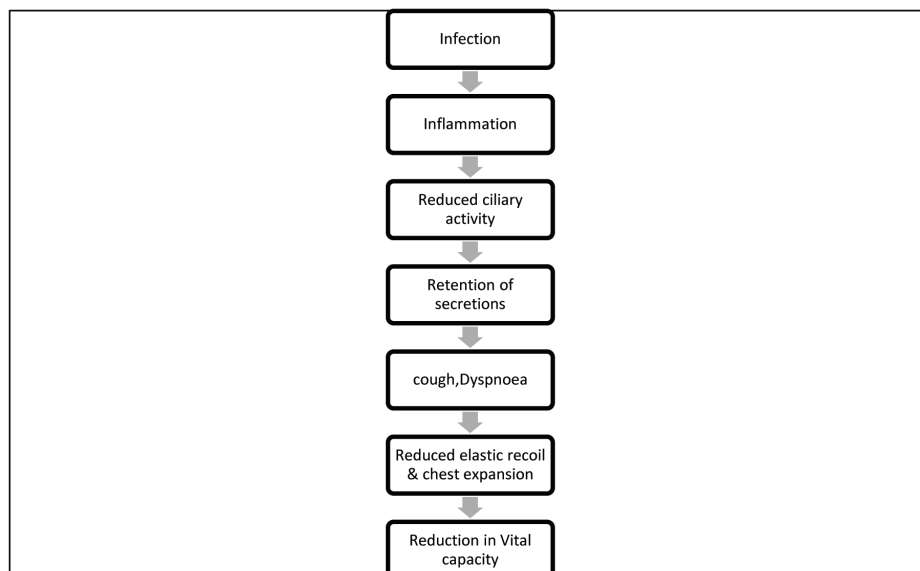 Infection
Inflammation
Reduced ciliary
activity
Retention of
secretions
cough,Dyspnoea
Reduced elastic recoil
& chest expansion
Reduction in Vital
capacity